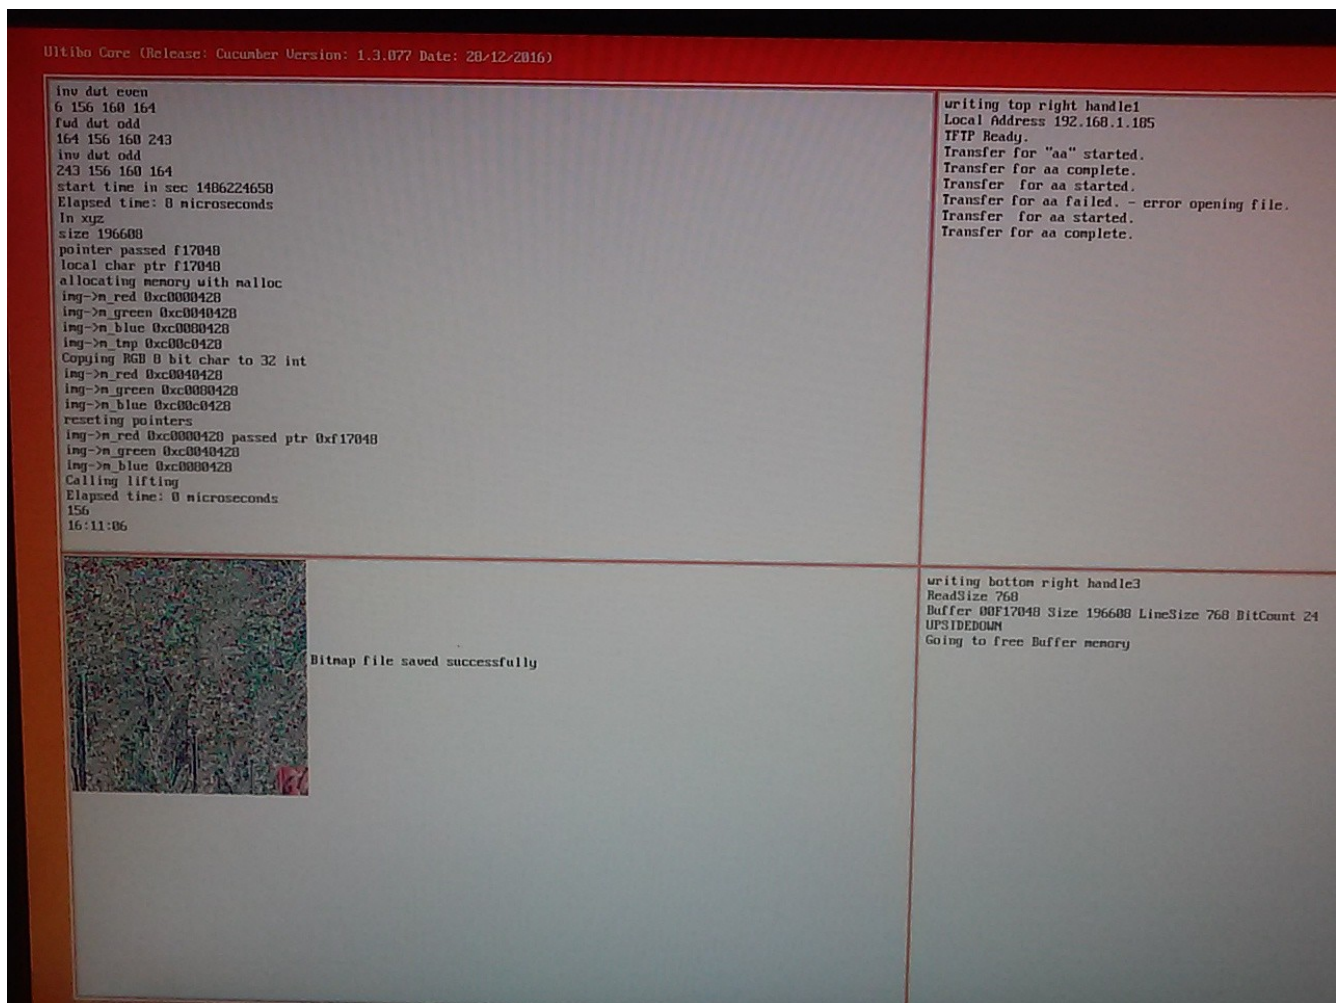 Ultibo Core (Release: Cucumber Version: 1.3.077 Date: 28/12/2016)
inv dwt even
6 156 160 164
fwd dwt odd
164 156 160 243
inv dwt odd
243 156 160 164
start time in sec 1486224658
Elapsed time: 8 microseconds
In xyz
size 196608
pointer passed f17048
local char ptr f17048
allocating memory with malloc
img->m_red 0xc0000428
img->m_green 0xc0040428
img->m_blue 0xc0080428
img->m_tmp 0xc00c0428
Copying RGB 8 bit char to 32 int
img->m_red 0xc0040428
img->m_green 0xc0080428
img->m_blue 0xc00c0428
reseting pointers
img->m_red 0xc0000428 passed ptr 0xf17048
img->m_green 0xc0040428
img->m_blue 0xc0080428
Calling lifting
Elapsed time: 0 microseconds
156
16:11:06
writing top right handle1
Local Address 192.168.1.185
TFTP Ready.
Transfer for "aa" started.
Transfer for aa complete.
Transfer  for aa started.
Transfer for aa failed. - error opening file.
Transfer  for aa started.
Transfer for aa complete.
Bitmap file saved successfully
writing bottom right handle3
ReadSize 768
Buffer 00F17048 Size 196608 LineSize 768 BitCount 24
UPSIDEDOWN
Going to free Buffer memory